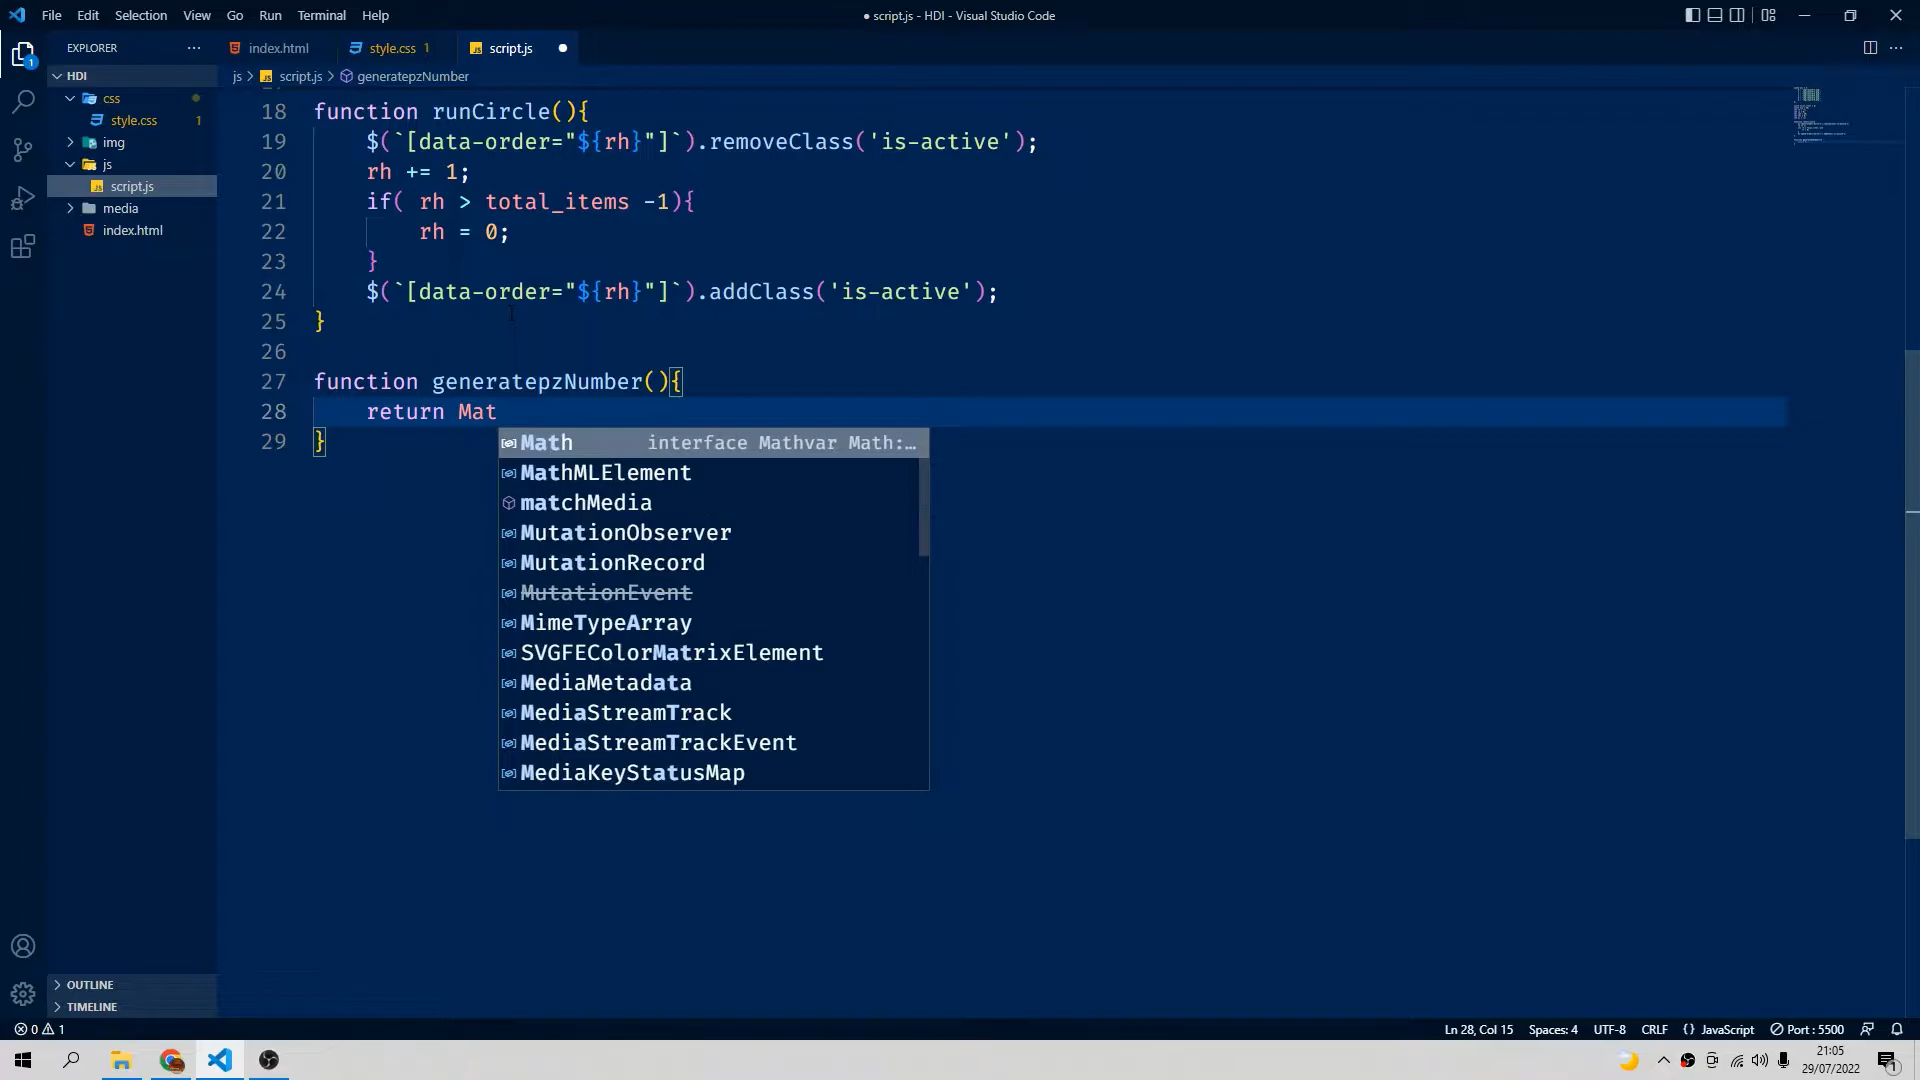 File Edit Selection View Go Run Terminal Help
● script.js - HDI - Visual Studio Code
EXPLORER ···
index.html
style.css 1
script.js
HDI
js > script.js > generatepzNumber
css
style.css 1
img
js
script.js
media
index.html
18 function runCircle(){
19 $(`[data-order="${rh}"]`).removeClass('is-active');
20 rh += 1;
21 if( rh > total_items -1){
22 rh = 0;
23 }
24 $(`[data-order="${rh}"]`).addClass('is-active');
25 }
26
27 function generatepzNumber(){
28 return Mat
29 }
Math interface Mathvar Math:…
MathMLElement
matchMedia
MutationObserver
MutationRecord
MutationEvent
MimeTypeArray
SVGFEColorMatrixElement
MediaMetadata
MediaStreamTrack
MediaStreamTrackEvent
MediaKeyStatusMap
OUTLINE
TIMELINE
0 1
Ln 28, Col 15 Spaces: 4 UTF-8 CRLF {} JavaScript Port : 5500
21:05
29/07/2022
1